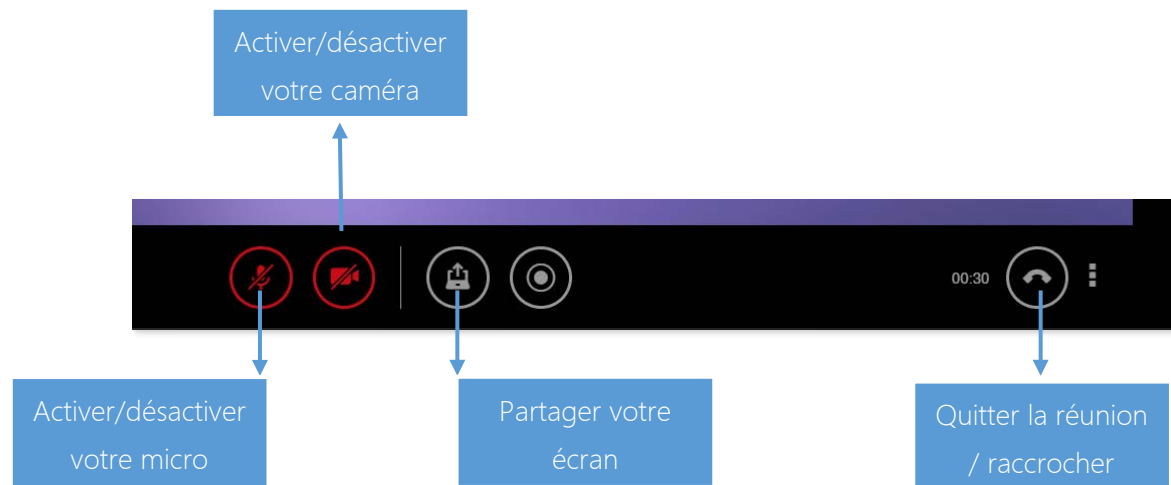 Activer/désactiver
votre caméra
00:30
Activer/désactiver
votre micro
Partager votre
écran
Quitter la réunion
/ raccrocher